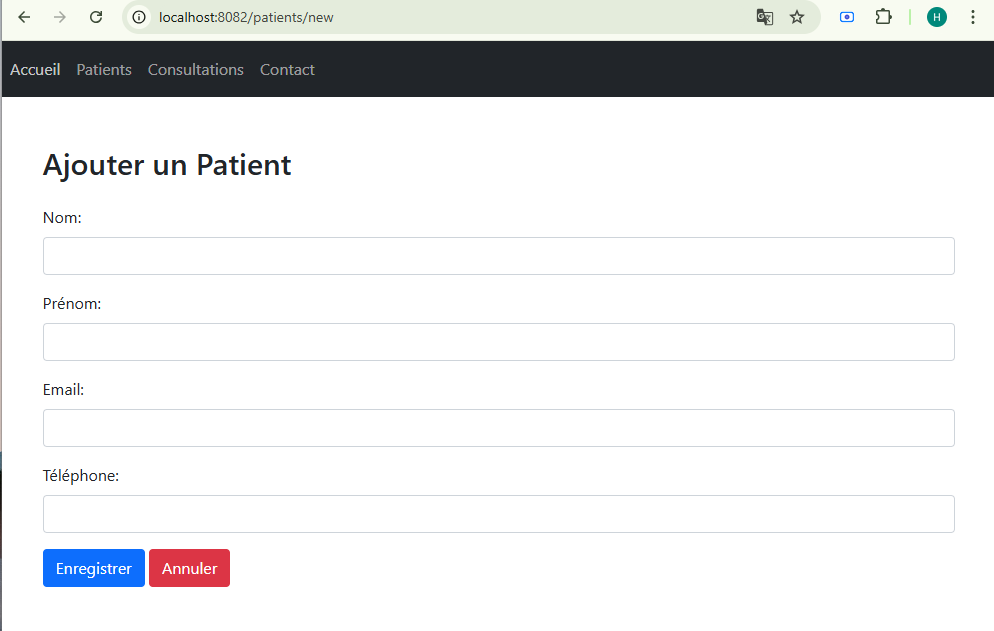 localhost:8082/patients/new
H
Accueil Patients Consultations Contact
Ajouter un Patient
Nom:
Prénom:
Email:
Téléphone:
Enregistrer Annuler